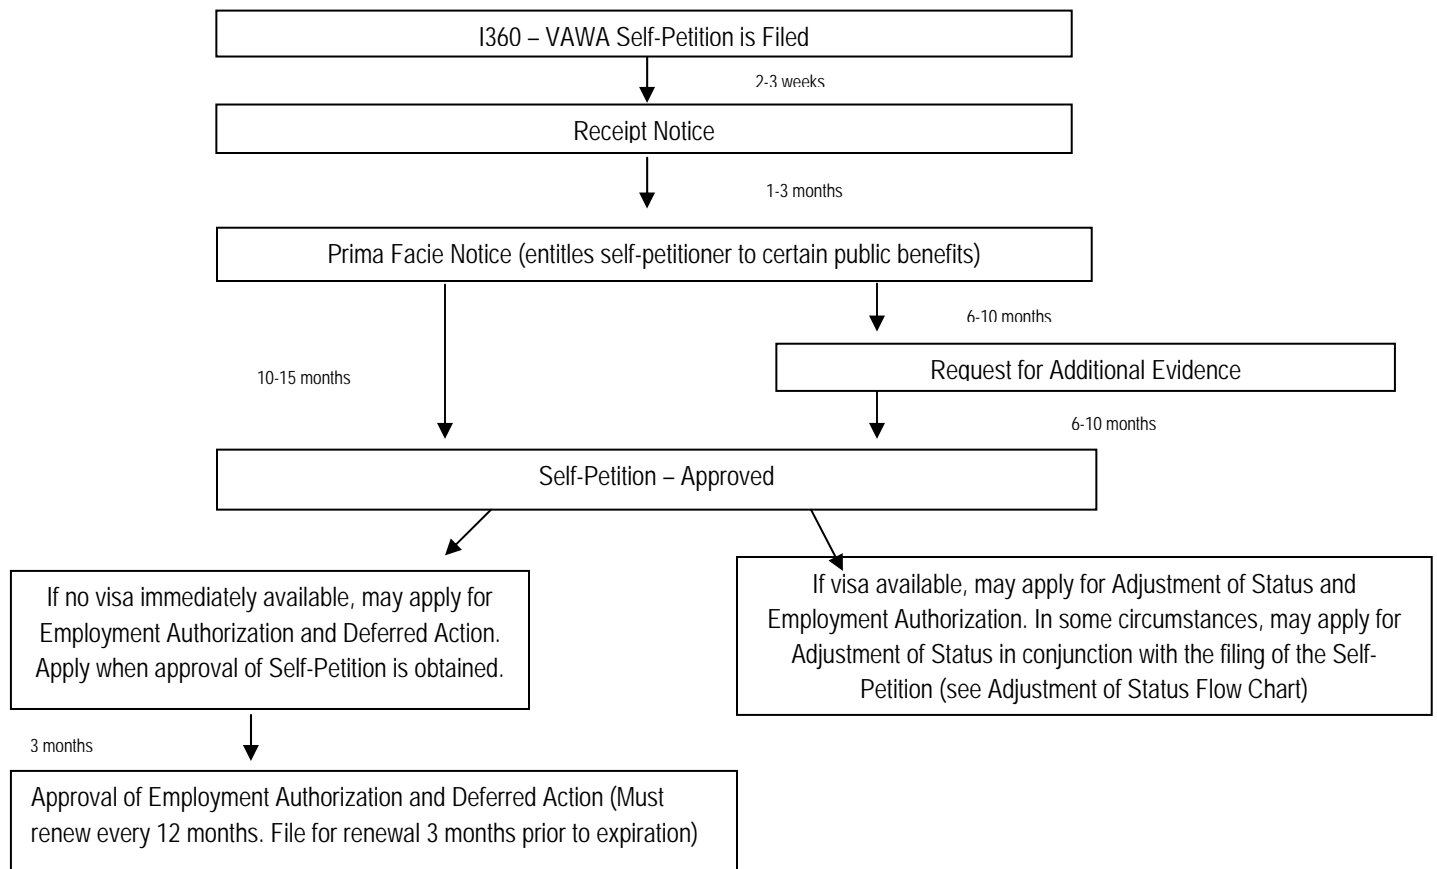 I360 – VAWA Self-Petition is Filed
2-3 weeks
Receipt Notice
1-3 months
Prima Facie Notice (entitles self-petitioner to certain public benefits)
6-10 months
10-15 months
Request for Additional Evidence
6-10 months
Self-Petition – Approved
If no visa immediately available, may apply for
Employment Authorization and Deferred Action.
Apply when approval of Self-Petition is obtained.
If visa available, may apply for Adjustment of Status and
Employment Authorization. In some circumstances, may apply for
Adjustment of Status in conjunction with the filing of the Self-
Petition (see Adjustment of Status Flow Chart)
3 months
Approval of Employment Authorization and Deferred Action (Must
renew every 12 months. File for renewal 3 months prior to expiration)